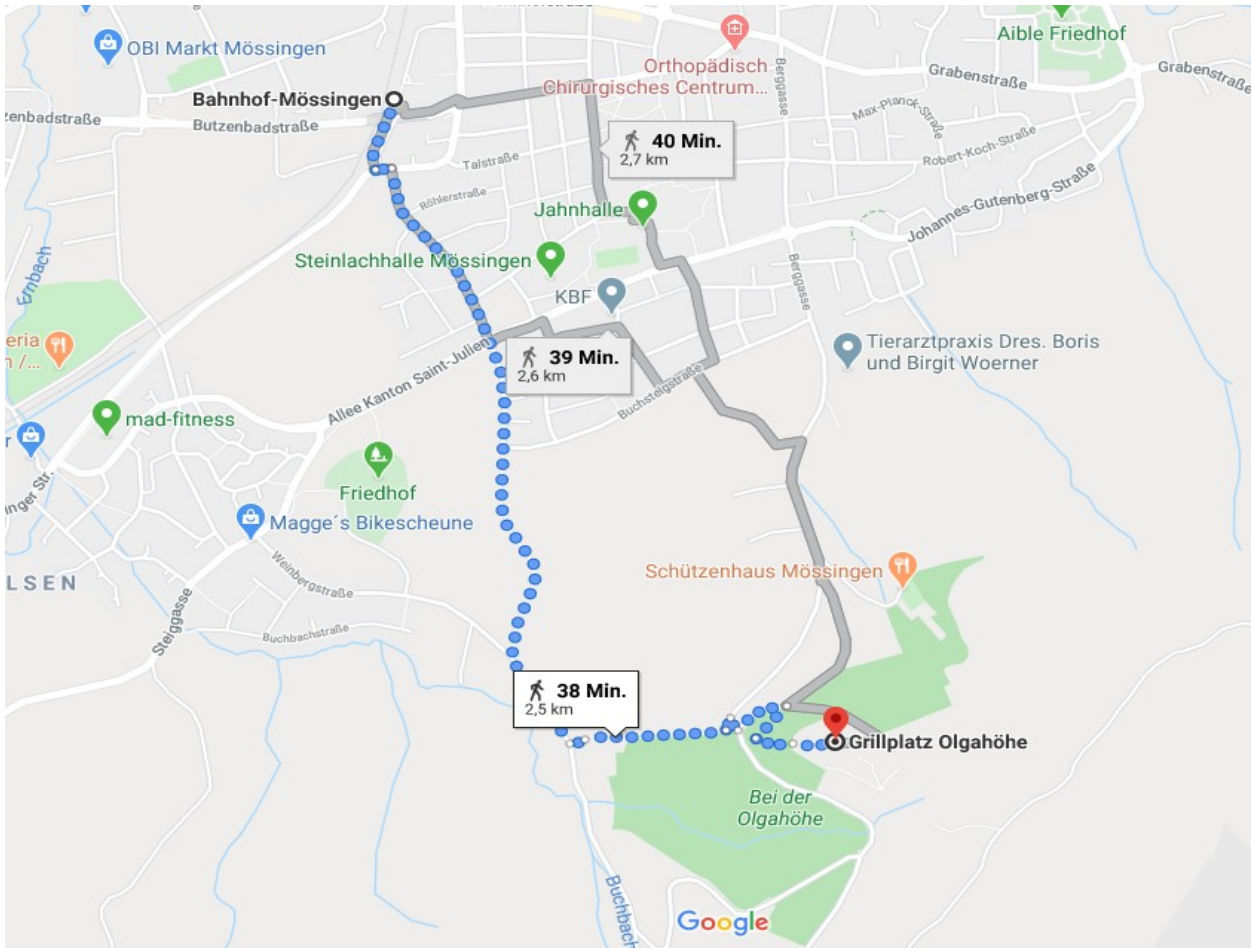 OBI Markt Mössingen
Aible Friedhof
Orthopädisch
Chirurgisches Centrum...
Grabenstraße
Grabenstraße
Bahnhof-Mössingen
zenbadstraße
Butzenbadstraße
Berggasse
Max-Planck-Straße
Talstraße
40 Min.
2,7 km
Robert-Koch-Straße
Röhlerstraße
Jahnhalle
Johannes-Gutenberg-Straße
Steinlachhalle Mössingen
Ernbach
KBF
Berggasse
eria
n /...
39 Min.
2,6 km
Tierarztpraxis Dres. Boris
und Birgit Woerner
Allee Kanton Saint-Julien
Buchsteigstraße
mad-fitness
r
inger Str.
Friedhof
Magge´s Bikescheune
LSEN
Weinbergstraße
Schützenhaus Mössingen
Steiggasse
Buchbachstraße
38 Min.
2,5 km
Grillplatz Olgahöhe
Bei der
Olgahöhe
Buchbach
Google